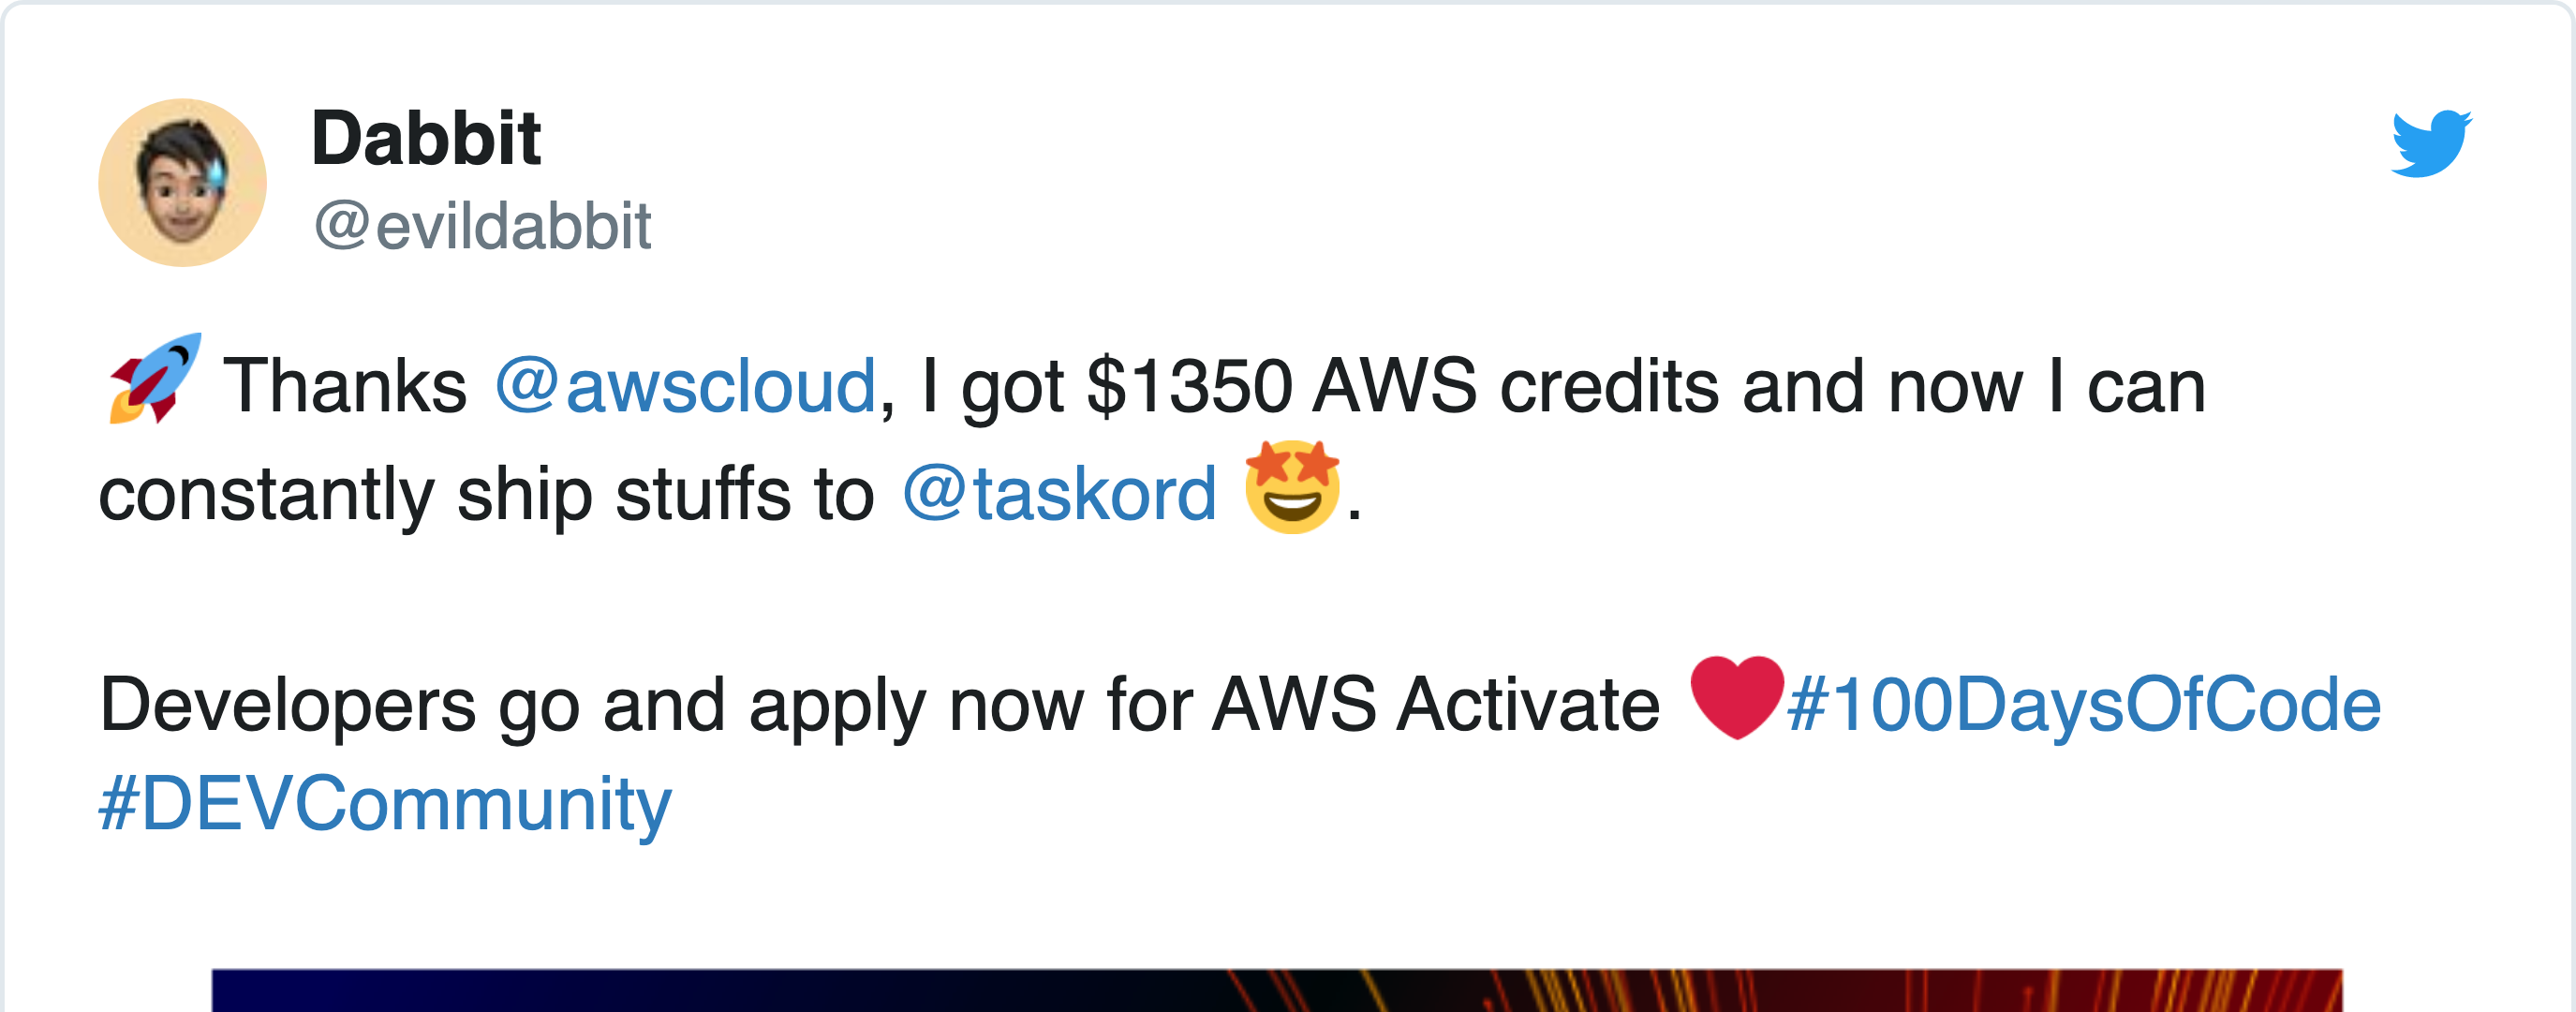 Dabbit
@evildabbit
🚀 Thanks @awscloud, I got $1350 AWS credits and now I can
constantly ship stuffs to @taskord 🤩.
Developers go and apply now for AWS Activate ❤️#100DaysOfCode
#DEVCommunity